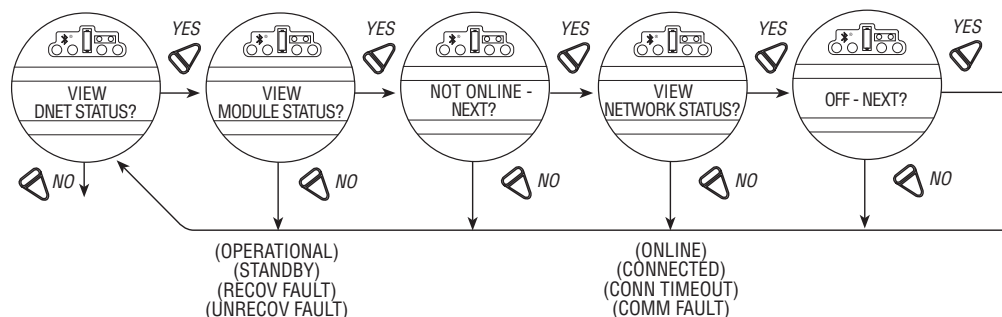 YES
YES
YES
YES
YES
VIEW
DNET STATUS?
VIEW
MODULE STATUS?
NOT ONLINE -
NEXT?
VIEW
NETWORK STATUS?
OFF - NEXT?
NO
NO
NO
NO
NO
(OPERATIONAL)
(STANDBY)
(RECOV FAULT)
(UNRECOV FAULT)
(ONLINE)
(CONNECTED)
(CONN TIMEOUT)
(COMM FAULT)